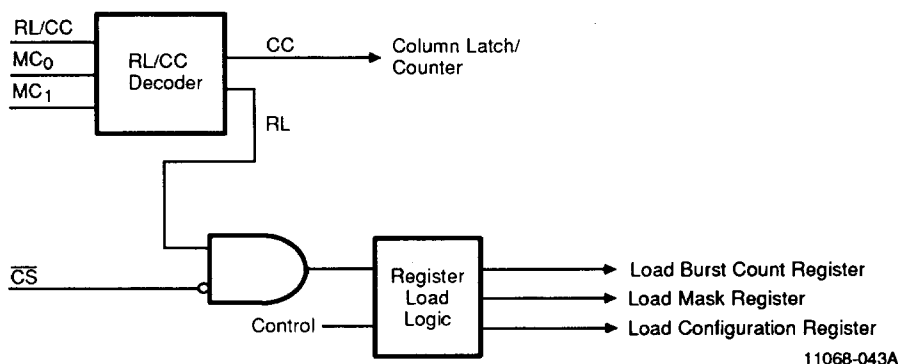 RL/CC
MC₀
MC₁
RL/CC
Decoder
CC
Column Latch/
Counter
RL
C̅S̅
Control
Register
Load
Logic
Load Burst Count Register
Load Mask Register
Load Configuration Register
11068-043A